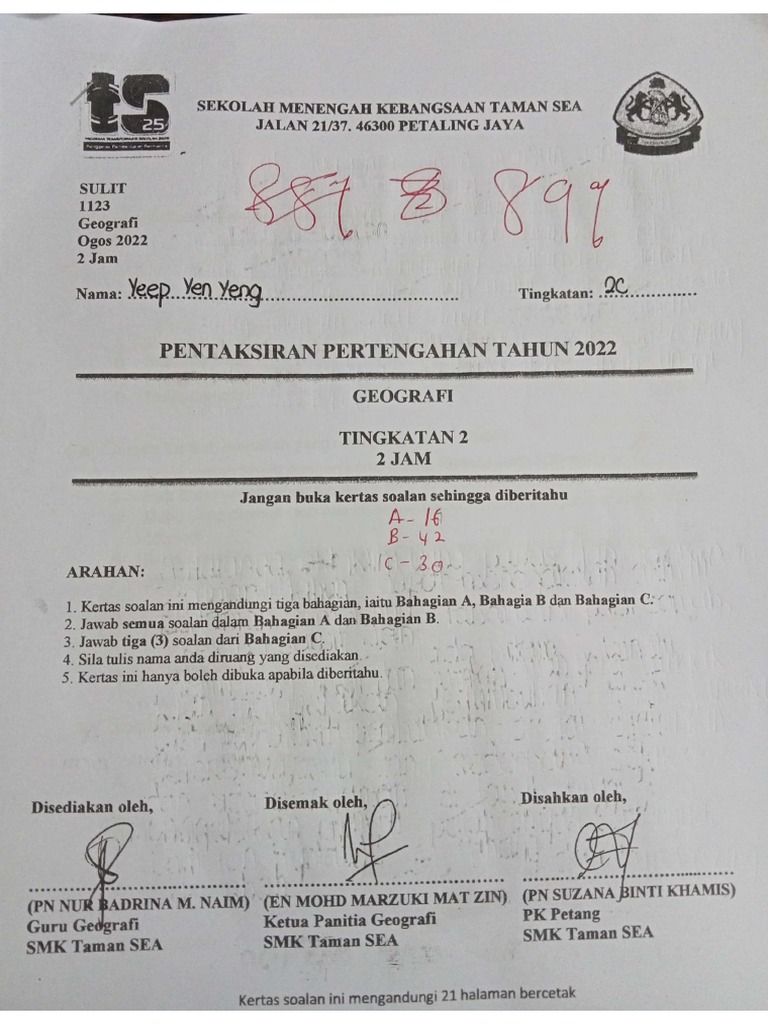 ts
25
SEKOLAH MENENGAH KEBANGSAAN TAMAN SEA
JALAN 21/37. 46300 PETALING JAYA
SULIT
1123
Geografi
Ogos 2022
2 Jam
887 % 2 89%
Nama: Yeep Yen Yeng Tingkatan: 2C
PENTAKSIRAN PERTENGAHAN TAHUN 2022
GEOGRAFI
TINGKATAN 2
2 JAM
Jangan buka kertas soalan sehingga diberitahu
A - 16
B - 42
C - 30
ARAHAN:
1. Kertas soalan ini mengandungi tiga bahagian, iaitu Bahagian A, Bahagia B dan Bahagian C.
2. Jawab semua soalan dalam Bahagian A dan Bahagian B.
3. Jawab tiga (3) soalan dari Bahagian C.
4. Sila tulis nama anda diruang yang disediakan.
5. Kertas ini hanya boleh dibuka apabila diberitahu.
Disediakan oleh, Disemak oleh, Disahkan oleh,
(PN NUR BADRINA M. NAIM) (EN MOHD MARZUKI MAT ZIN) (PN SUZANA BINTI KHAMIS)
Guru Geografi Ketua Panitia Geografi PK Petang
SMK Taman SEA SMK Taman SEA SMK Taman SEA
Kertas soalan ini mengandungi 21 halaman bercetak